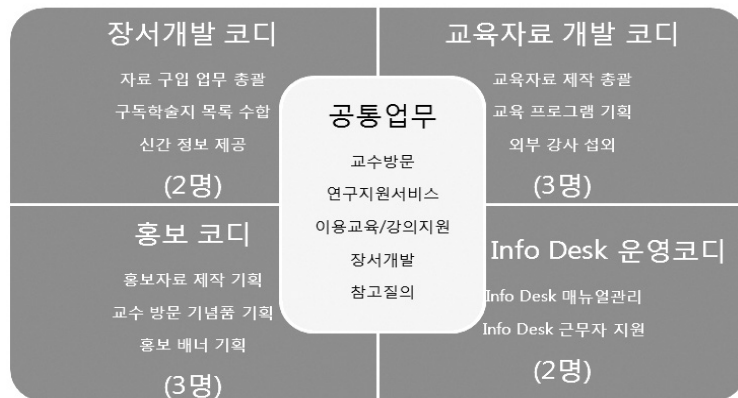 장서개발 코디
자료 구입 업무 총괄
구독학술지 목록 수합
신간 정보 제공
(2명)
교육자료 개발 코디
교육자료 제작 총괄
교육 프로그램 기획
외부 강사 섭외
(3명)
공통업무
교수방문
연구지원서비스
이용교육/강의지원
장서개발
참고질의
홍보 코디
홍보자료 제작 기획
교수 방문 기념품 기획
홍보 배너 기획
(3명)
Info Desk 운영코디
Info Desk 매뉴얼관리
Info Desk 근무자 지원
(2명)